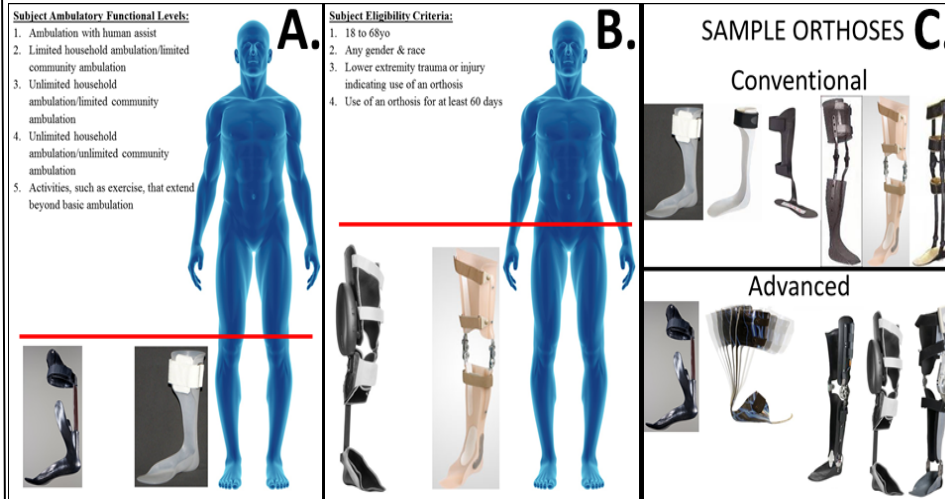 Subject Ambulatory Functional Levels:
1. Ambulation with human assist
2. Limited household ambulation/limited
community ambulation
3. Unlimited household
ambulation/limited community
ambulation
4. Unlimited household
ambulation/unlimited community
ambulation
5. Activities, such as exercise, that extend
beyond basic ambulation
A.
Subject Eligibility Criteria:
1. 18 to 68yo
2. Any gender & race
3. Lower extremity trauma or injury
indicating use of an orthosis
4. Use of an orthosis for at least 60 days
B.
SAMPLE ORTHOSES C.
Conventional
Advanced